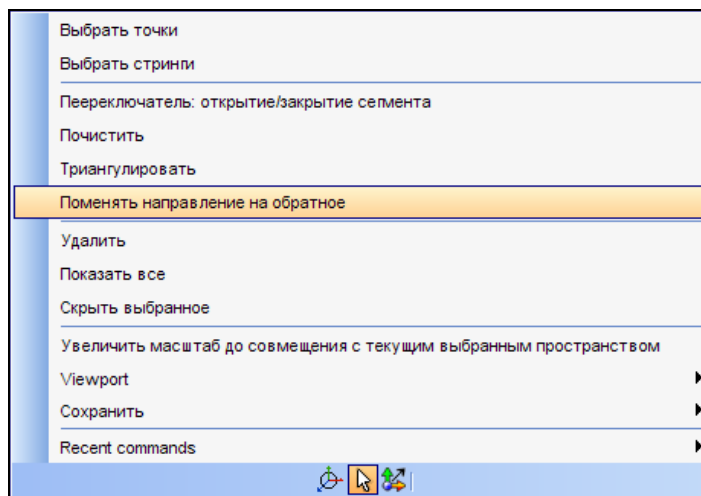 Выбрать точки
Выбрать стринги
Пеереключатель: открытие/закрытие сегмента
Почистить
Триангулировать
Поменять направление на обратное
Удалить
Показать все
Скрыть выбранное
Увеличить масштаб до совмещения с текущим выбранным пространством
Viewport
Сохранить
Recent commands